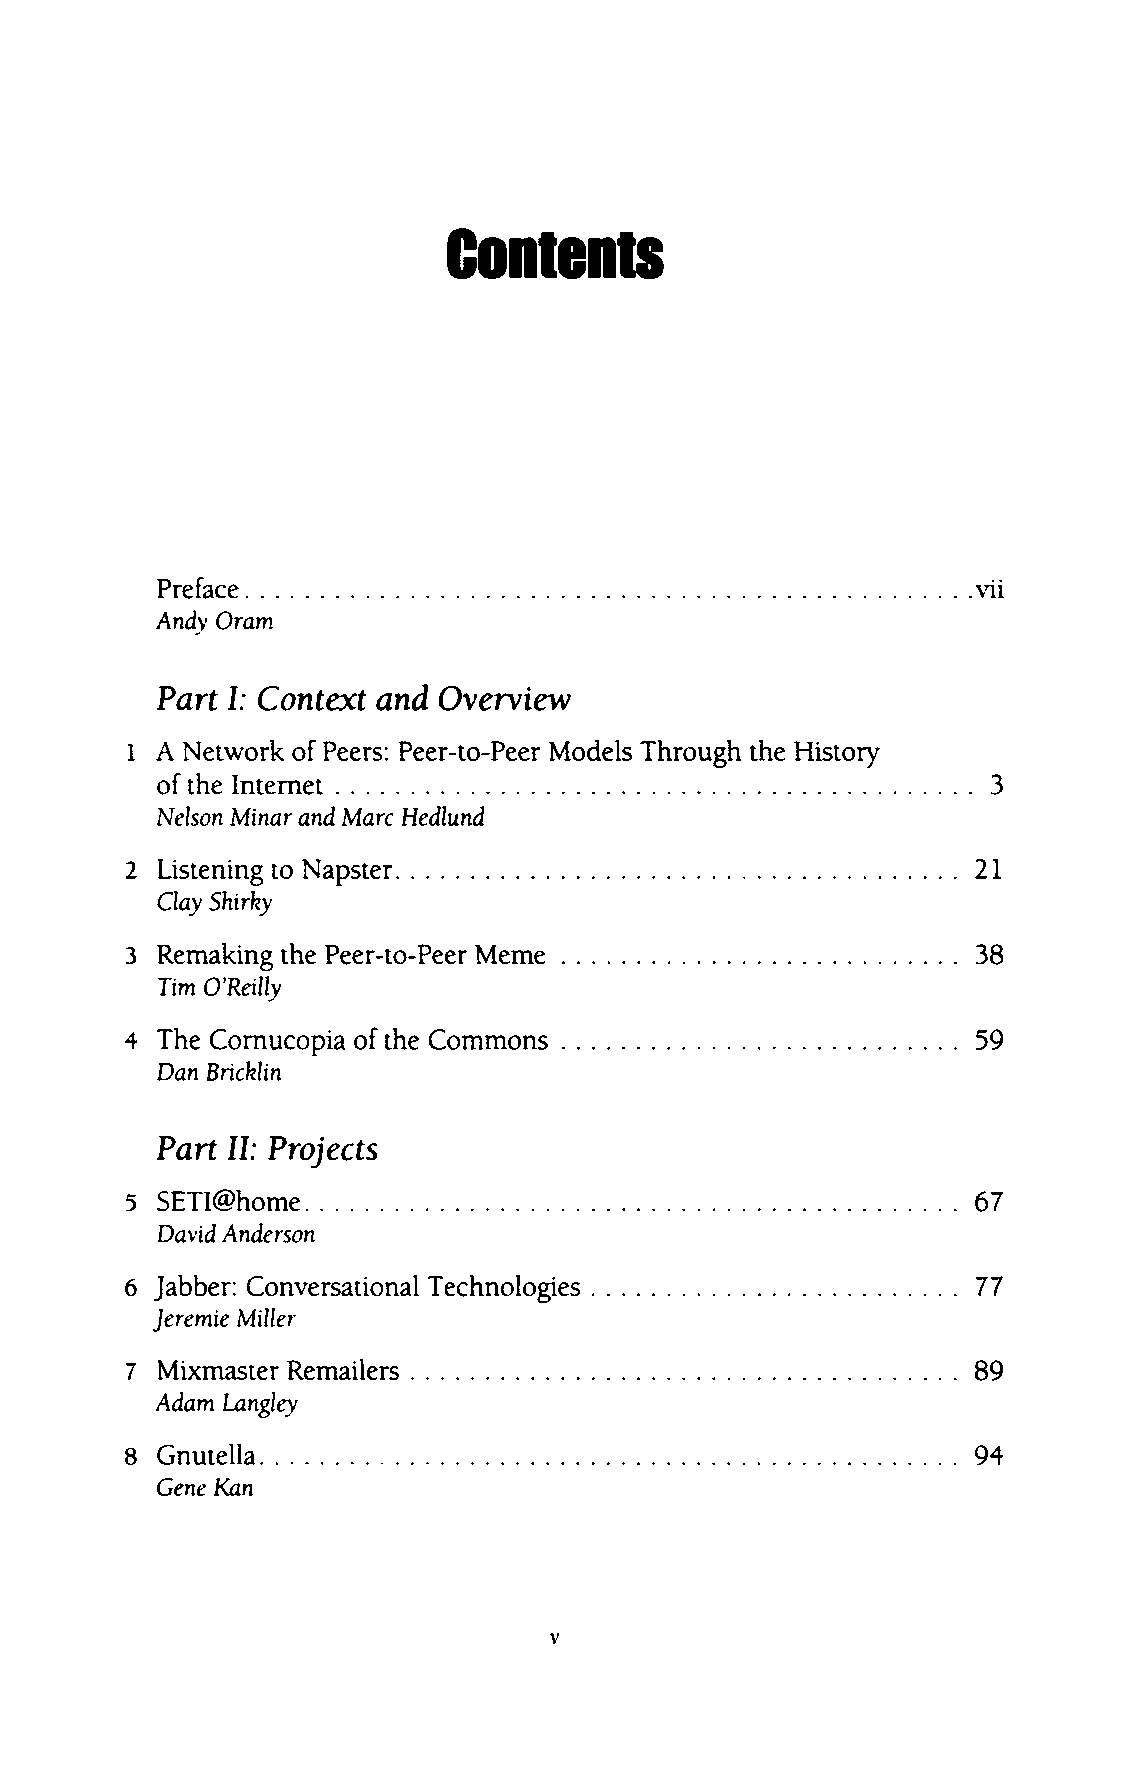 Contents
Preface. . . . . . . . . . . . . . . . . . . . . . . . . . . . . . . . . . . . . . . . . . . . . . . . .vii
Andy Oram
Part I: Context and Overview
1 A Network of Peers: Peer-to-Peer Models Through the History
of the Internet . . . . . . . . . . . . . . . . . . . . . . . . . . . . . . . . . . . . . . . . . . . 3
Nelson Minar and Marc Hedlund
2 Listening to Napster. . . . . . . . . . . . . . . . . . . . . . . . . . . . . . . . . . . . . . 21
Clay Shirky
3 Remaking the Peer-to-Peer Meme . . . . . . . . . . . . . . . . . . . . . . . . . . . 38
Tim O'Reilly
4 The Cornucopia of the Commons . . . . . . . . . . . . . . . . . . . . . . . . . . . 59
Dan Bricklin
Part II: Projects
5 SETI@home. . . . . . . . . . . . . . . . . . . . . . . . . . . . . . . . . . . . . . . . . . . . 67
David Anderson
6 Jabber: Conversational Technologies . . . . . . . . . . . . . . . . . . . . . . . . . 77
Jeremie Miller
7 Mixmaster Remailers . . . . . . . . . . . . . . . . . . . . . . . . . . . . . . . . . . . . . 89
Adam Langley
8 Gnutella. . . . . . . . . . . . . . . . . . . . . . . . . . . . . . . . . . . . . . . . . . . . . . . 94
Gene Kan
v